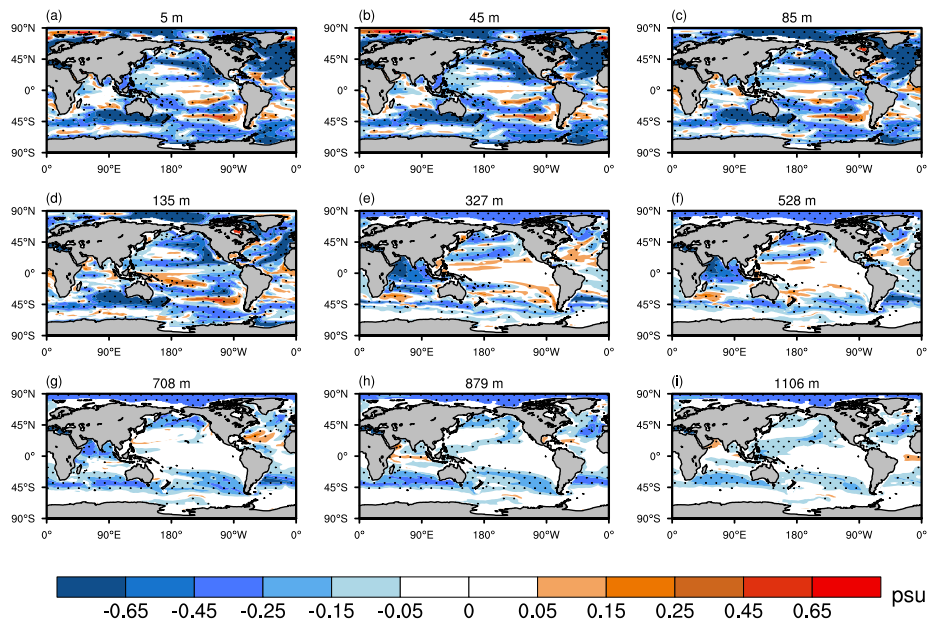 (a) 5 m (b) 45 m (c) 85 m
90°N 90°N 90°N
45°N 45°N 45°N
0° 0° 0°
45°S 45°S 45°S
90°S 90°S 90°S
0° 90°E 180° 90°W 0° 0° 90°E 180° 90°W 0° 0° 90°E 180° 90°W 0°
(d) 135 m (e) 327 m (f) 528 m
90°N 90°N 90°N
45°N 45°N 45°N
0° 0° 0°
45°S 45°S 45°S
90°S 90°S 90°S
0° 90°E 180° 90°W 0° 0° 90°E 180° 90°W 0° 0° 90°E 180° 90°W 0°
(g) 708 m (h) 879 m (i) 1106 m
90°N 90°N 90°N
45°N 45°N 45°N
0° 0° 0°
45°S 45°S 45°S
90°S 90°S 90°S
0° 90°E 180° 90°W 0° 0° 90°E 180° 90°W 0° 0° 90°E 180° 90°W 0°
psu
-0.65 -0.45 -0.25 -0.15 -0.05 0 0.05 0.15 0.25 0.45 0.65